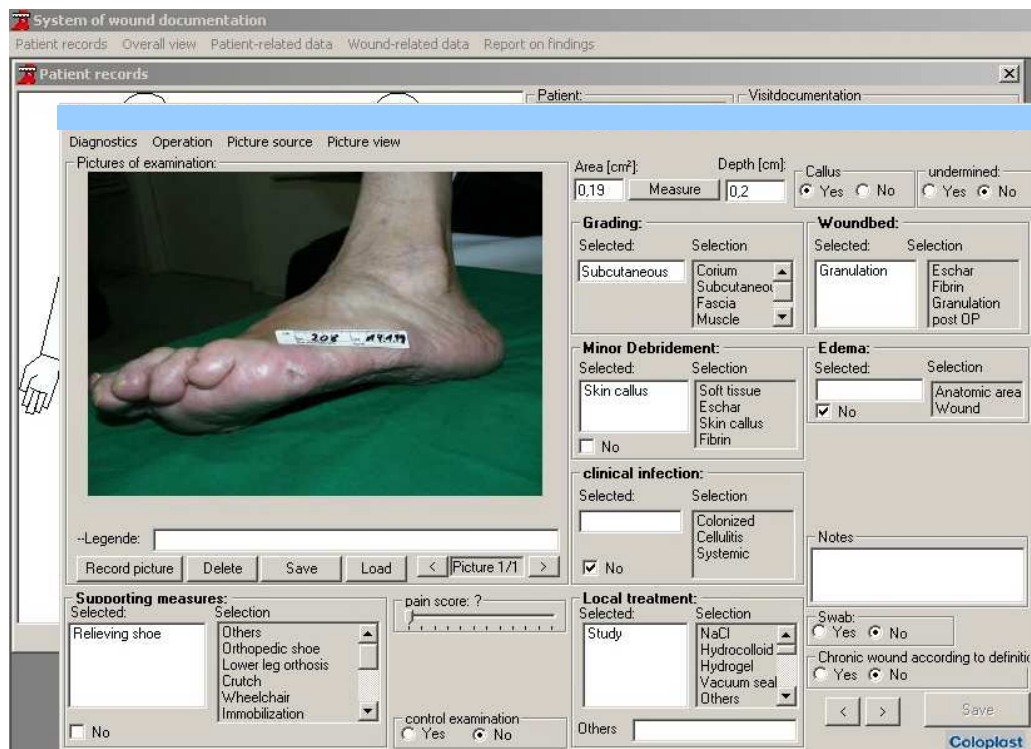 System of wound documentation
Patient records Overall view Patient-related data Wound-related data Report on findings
Patient records
Patient: Visitdocumentation
Diagnostics Operation Picture source Picture view
Pictures of examination:
Area [cm²]: Depth [cm]:
0,19 Measure 0,2
Callus
Yes No
undermined:
Yes No
Grading:
Selected: Selection
Subcutaneous
Corium
Subcutaneou
Fascia
Muscle
Woundbed:
Selected: Selection
Granulation
Eschar
Fibrin
Granulation
post OP
Minor Debridement:
Selected: Selection
Skin callus
Soft tissue
Eschar
Skin callus
Fibrin
No
Edema:
Selected: Selection
Anatomic area
Wound
No
clinical infection:
Selected: Selection
Colonized
Cellulitis
Systemic
No
Notes
--Legende:
Record picture Delete Save Load < Picture 1/1 >
Supporting measures:
Selected: Selection
Relieving shoe
Others
Orthopedic shoe
Lower leg orthosis
Crutch
Wheelchair
Immobilization
No
pain score: ?
control examination
Yes No
Local treatment:
Selected: Selection
Study
NaCl
Hydrocolloid
Hydrogel
Vacuum seal
Others
Others
Swab:
Yes No
Chronic wound according to definitic
Yes No
< > Save
Coloplast